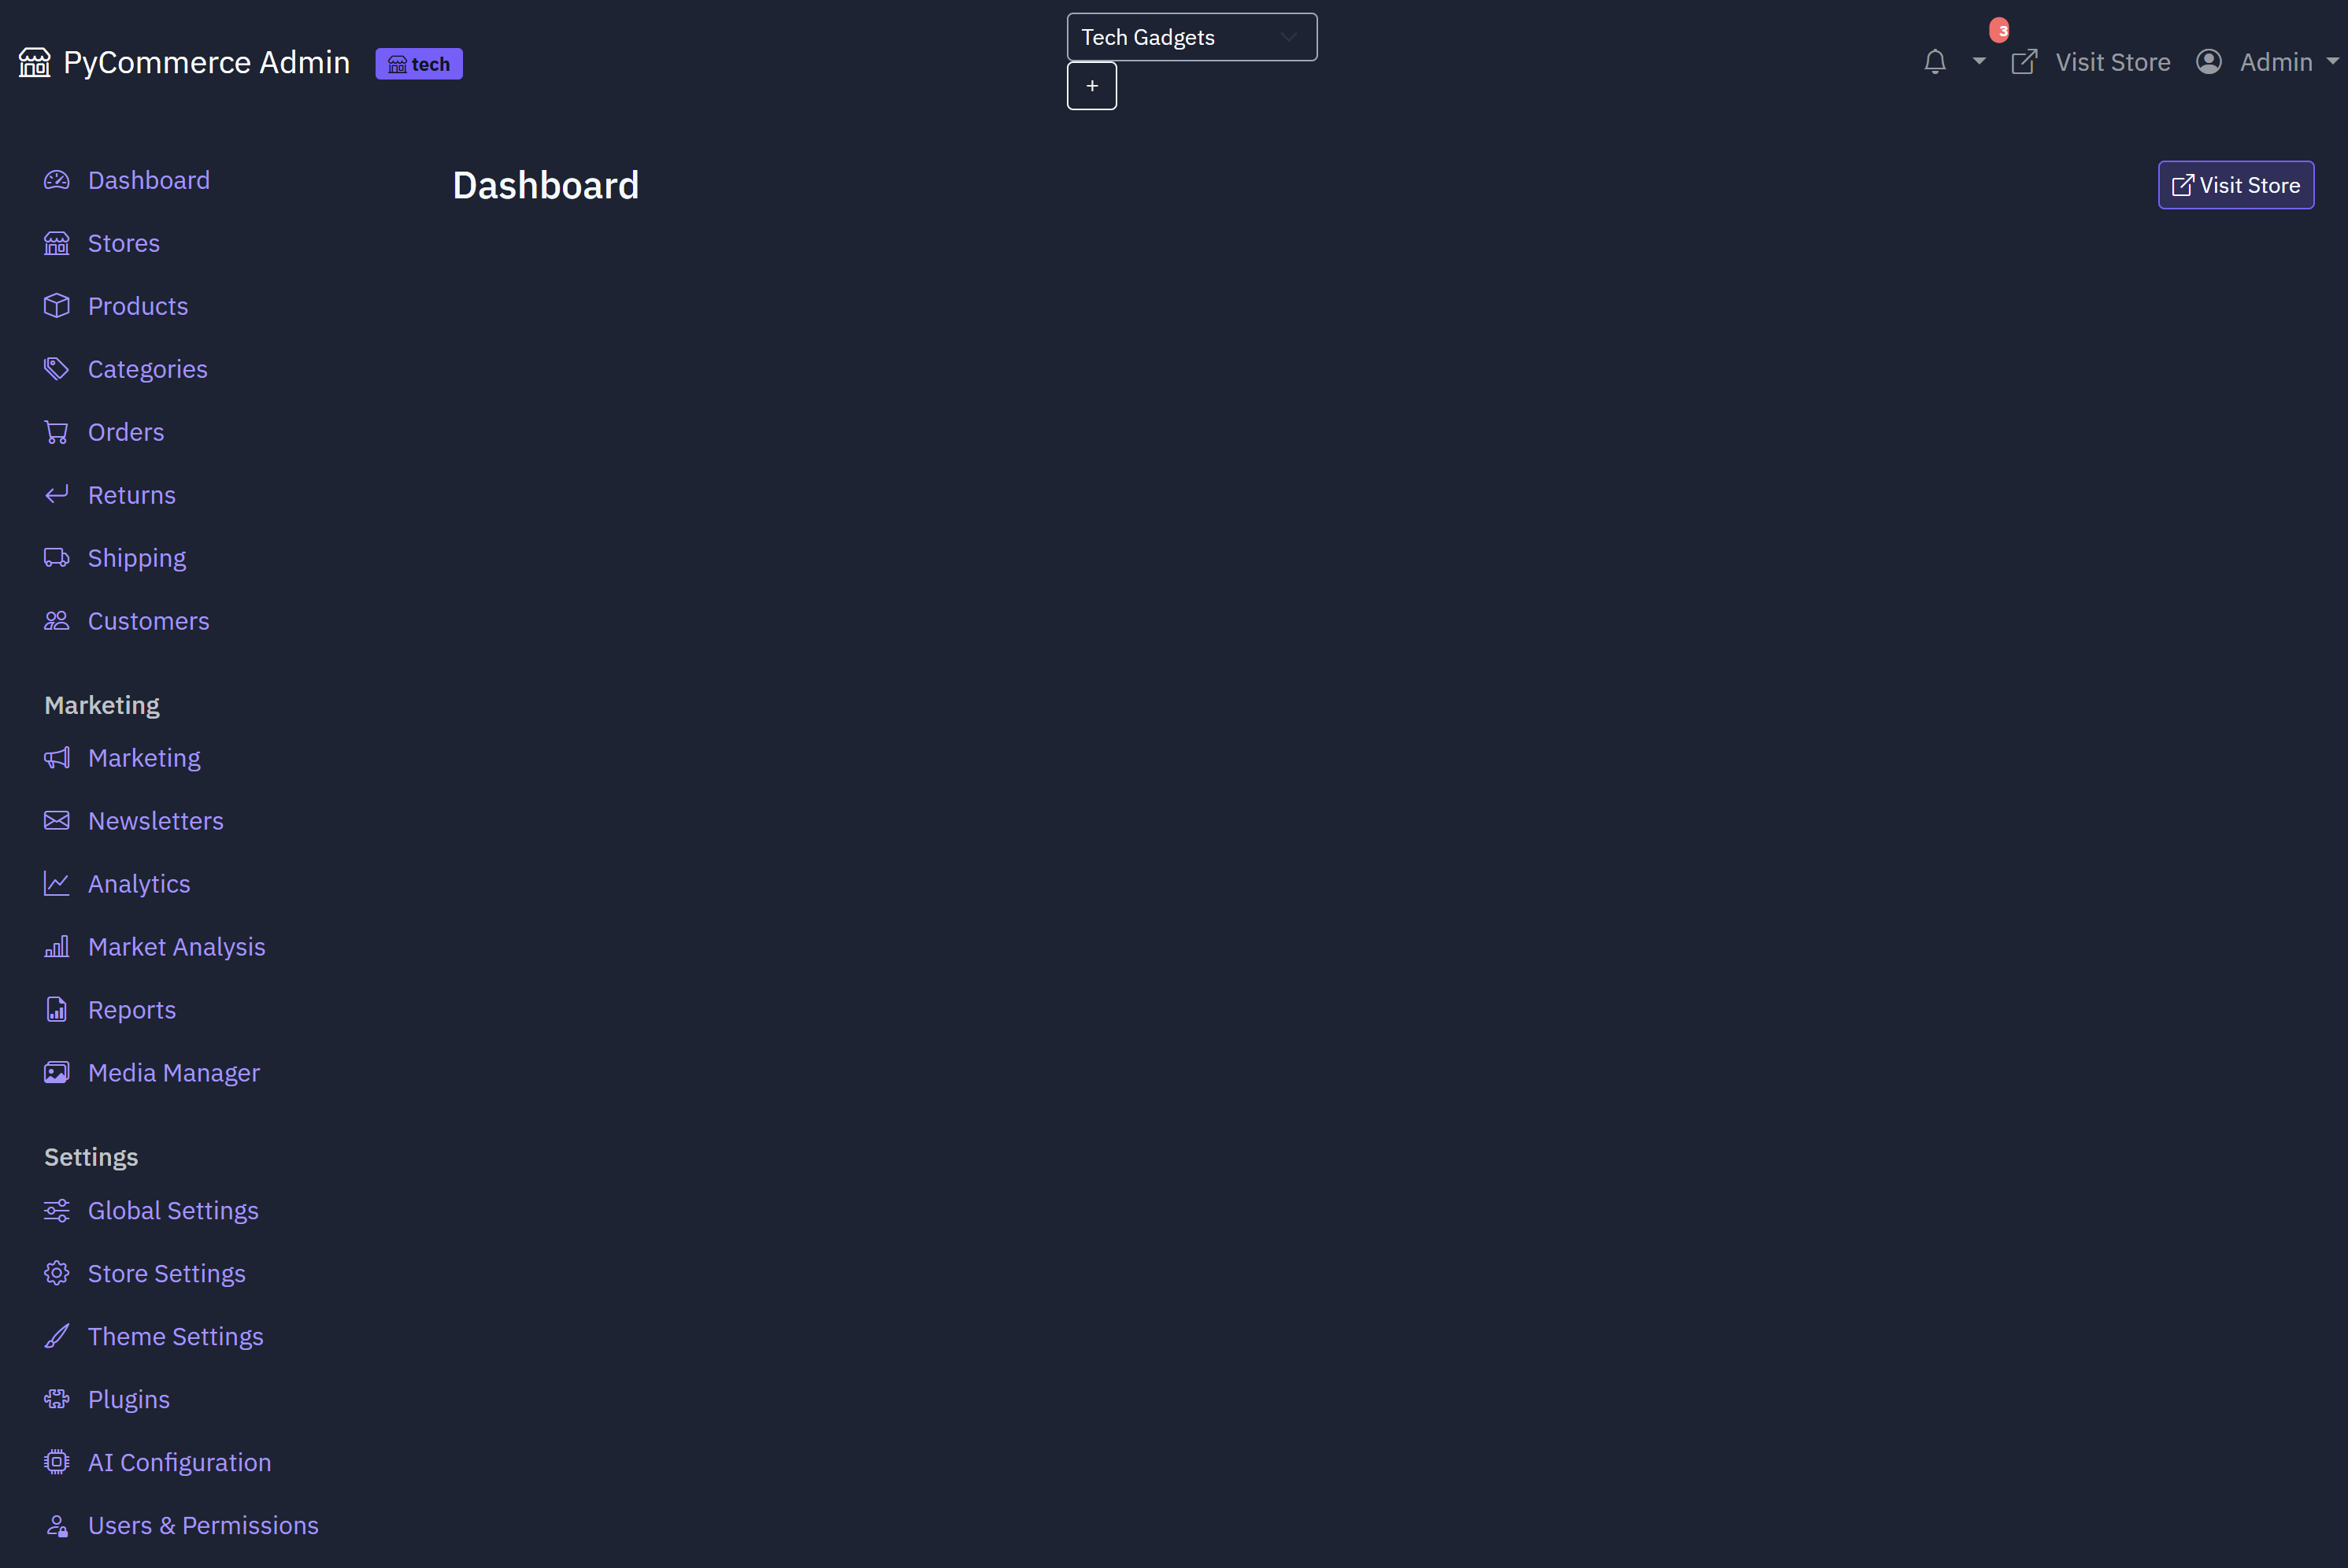 PyCommerce Admin
tech
Tech Gadgets
+
3
Visit Store
Admin
Dashboard
Stores
Products
Categories
Orders
Returns
Shipping
Customers
Marketing
Marketing
Newsletters
Analytics
Market Analysis
Reports
Media Manager
Settings
Global Settings
Store Settings
Theme Settings
Plugins
AI Configuration
Users & Permissions
Dashboard
Visit Store